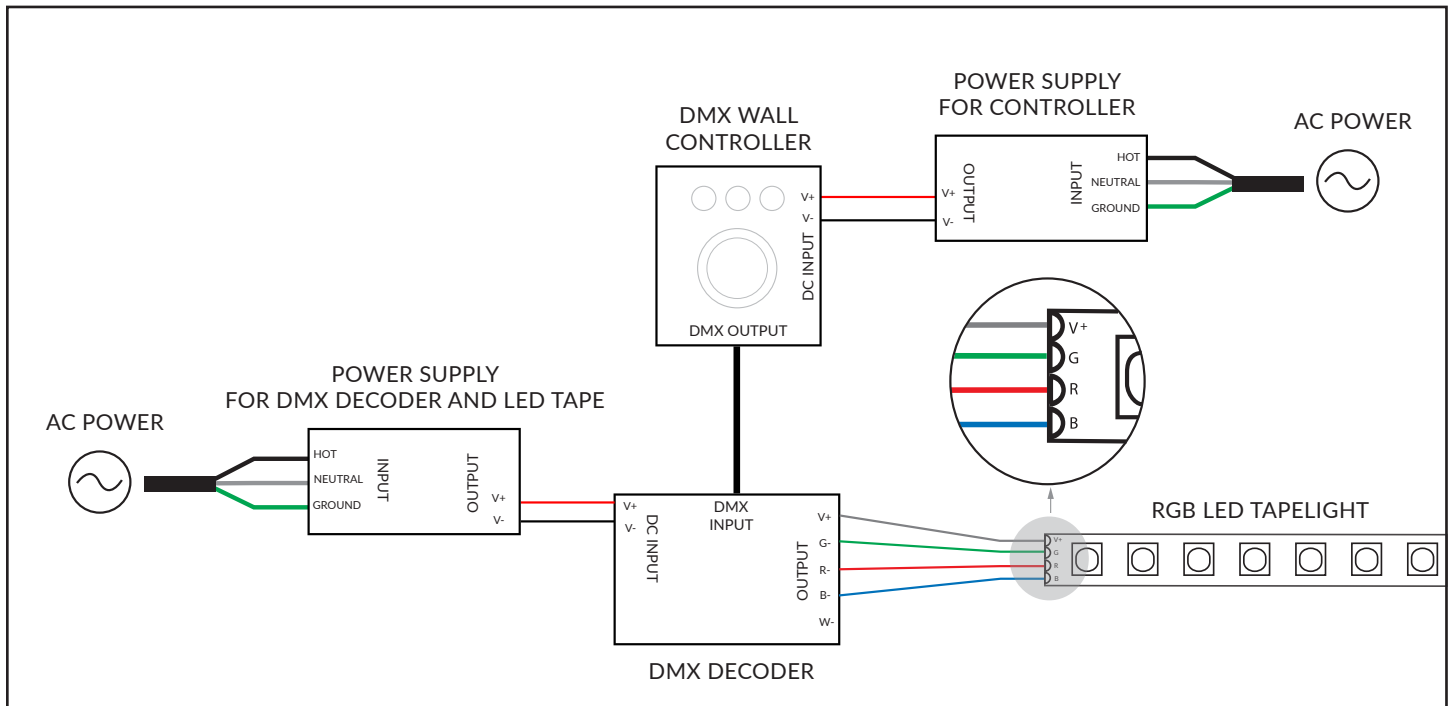 POWER SUPPLY
FOR CONTROLLER
AC POWER
DMX WALL
CONTROLLER
V+
V-
DC INPUT
DMX OUTPUT
V+
V-
OUTPUT
INPUT
HOT
NEUTRAL
GROUND
V+
G
R
B
POWER SUPPLY
FOR DMX DECODER AND LED TAPE
AC POWER
HOT
NEUTRAL
GROUND
INPUT
OUTPUT
V+
V-
V+
V-
DC INPUT
DMX
INPUT
OUTPUT
V+
G-
R-
B-
W-
DMX DECODER
RGB LED TAPELIGHT
V+
G
R
B